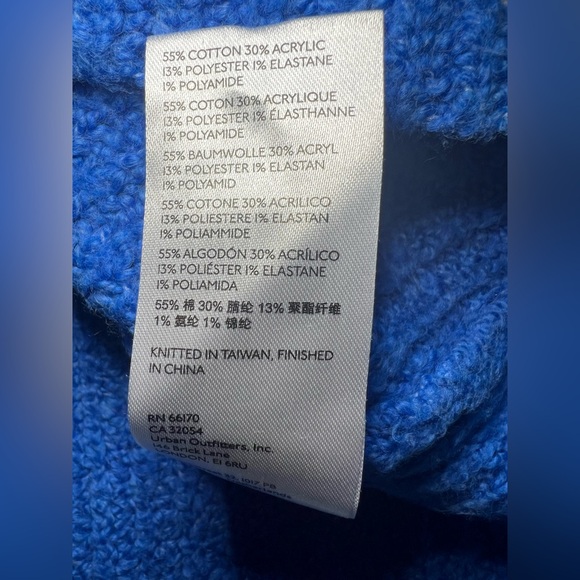 55% COTTON 30% ACRYLIC
13% POLYESTER 1% ELASTANE
1% POLYAMIDE
55% COTON 30% ACRYLIQUE
13% POLYESTER 1% ÉLASTHANNE
1% POLYAMIDE
55% BAUMWOLLE 30% ACRYL
13% POLYESTER 1% ELASTAN
1% POLYAMID
55% COTONE 30% ACRILICO
13% POLIESTERE 1% ELASTAN
1% POLIAMMIDE
55% ALGODÓN 30% ACRÍLICO
13% POLIÉSTER 1% ELASTANE
1% POLIAMIDA
55% 棉 30% 腈纶 13% 聚酯纤维
1% 氨纶 1% 锦纶
KNITTED IN TAIWAN, FINISHED
IN CHINA
RN 66170
CA 32054
Urban Outfitters, Inc.
146 Brick Lane
LONDON, E1 6RU
1017 PB